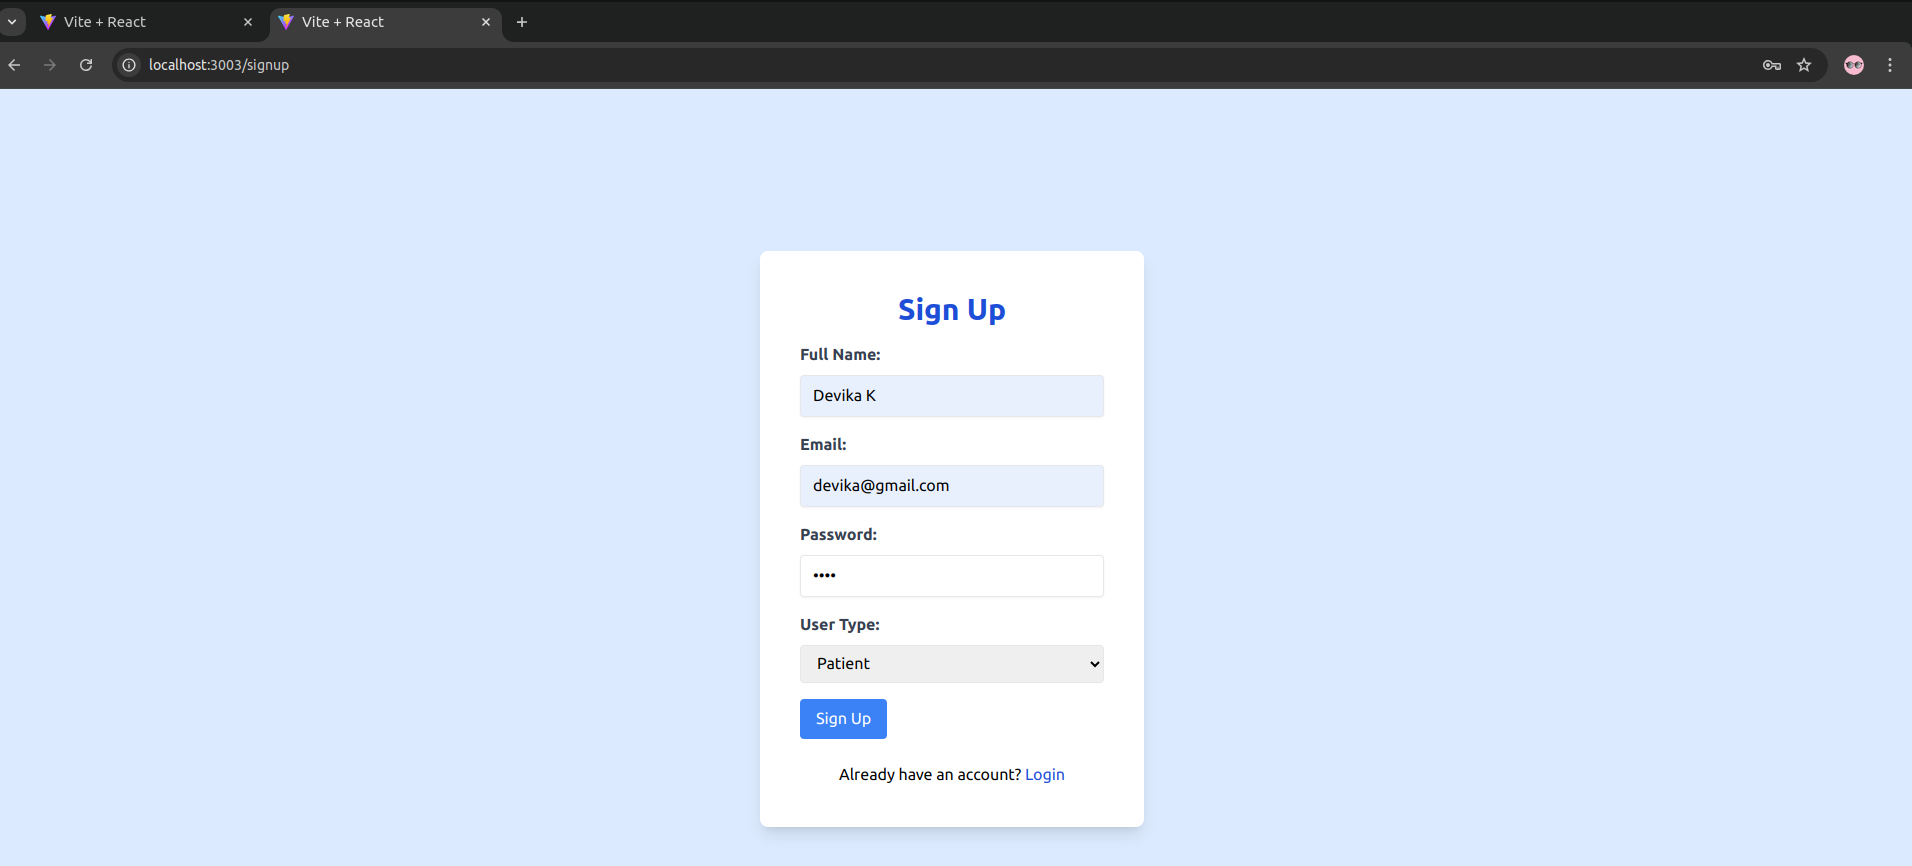 Vite + React
Vite + React
localhost:3003/signup
Sign Up
Full Name:
Devika K
Email:
devika@gmail.com
Password:
••••
User Type:
Patient
Sign Up
Already have an account? Login